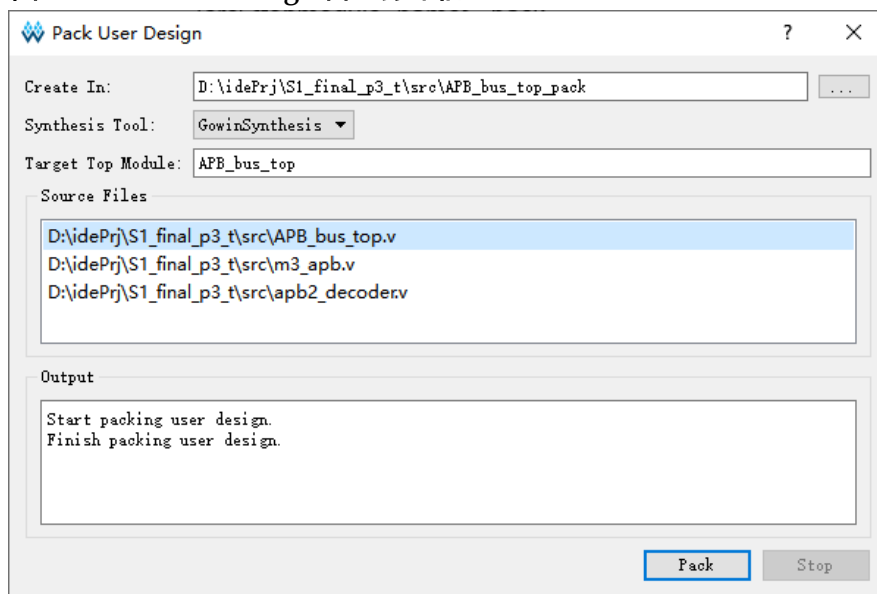 Pack User Design
?
Create In:
D:\idePrj\S1_final_p3_t\src\APB_bus_top_pack
...
Synthesis Tool:
GowinSynthesis
Target Top Module:
APB_bus_top
Source Files
D:\idePrj\S1_final_p3_t\src\APB_bus_top.v
D:\idePrj\S1_final_p3_t\src\m3_apb.v
D:\idePrj\S1_final_p3_t\src\apb2_decoder.v
Output
Start packing user design.
Finish packing user design.
Pack
Stop